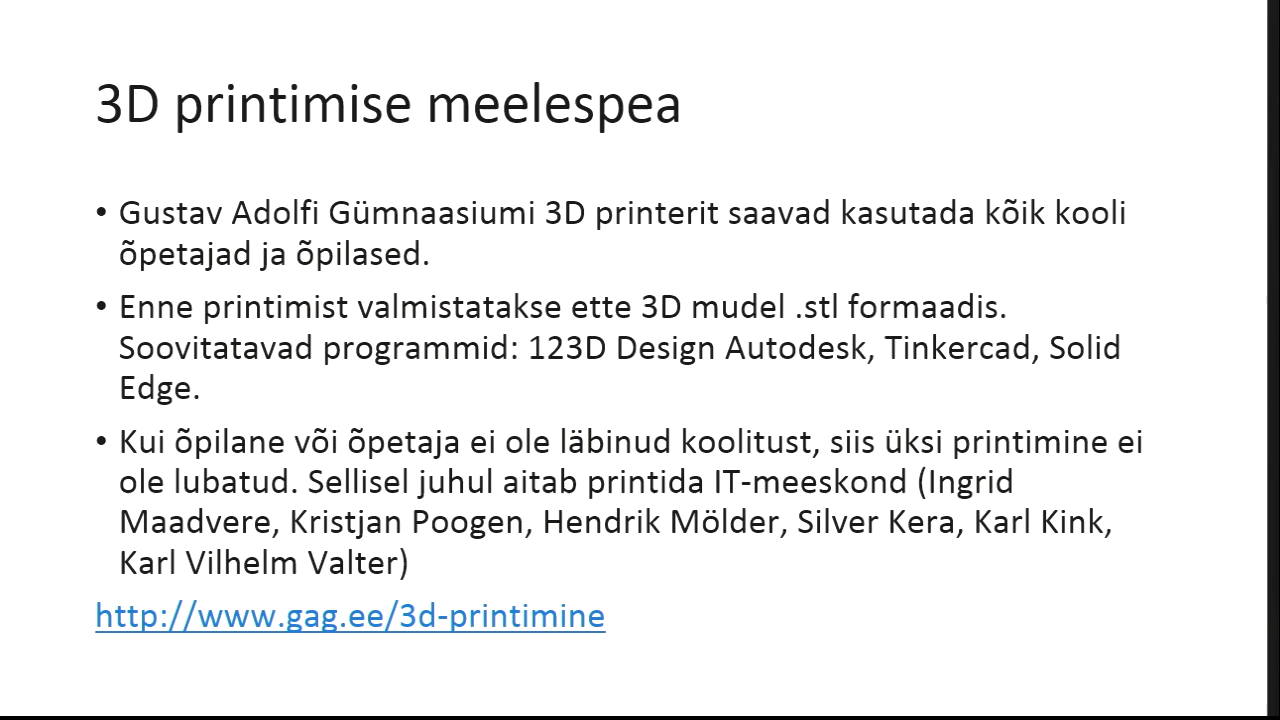 3D printimise meelespea
• Gustav Adolfi Gümnaasiumi 3D printerit saavad kasutada kõik kooli
õpetajad ja õpilased.
• Enne printimist valmistatakse ette 3D mudel .stl formaadis.
Soovitatavad programmid: 123D Design Autodesk, Tinkercad, Solid
Edge.
• Kui õpilane või õpetaja ei ole läbinud koolitust, siis üksi printimine ei
ole lubatud. Sellisel juhul aitab printida IT-meeskond (Ingrid
Maadvere, Kristjan Poogen, Hendrik Mölder, Silver Kera, Karl Kink,
Karl Vilhelm Valter)
http://www.gag.ee/3d-printimine